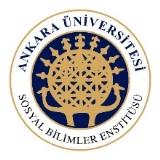 ANKARA ÜNİVERSİTESİ
SOSYAL BİLİMLER ENSTİTÜSÜ